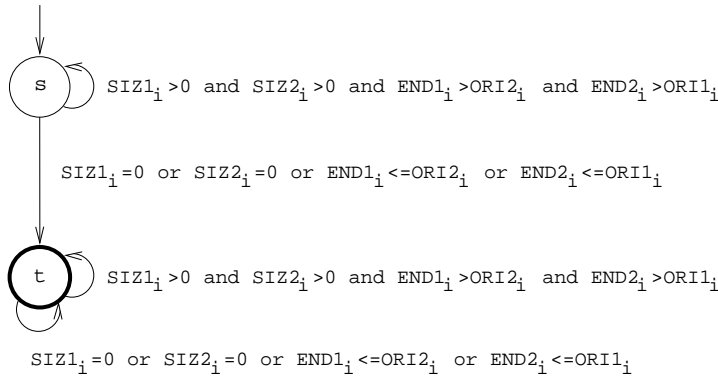 s
SIZ1i>0 and SIZ2i>0 and END1i>ORI2i and END2i>ORI1i
SIZ1i=0 or SIZ2i=0 or END1i<=ORI2i or END2i<=ORI1i
t
SIZ1i>0 and SIZ2i>0 and END1i>ORI2i and END2i>ORI1i
SIZ1i=0 or SIZ2i=0 or END1i<=ORI2i or END2i<=ORI1i